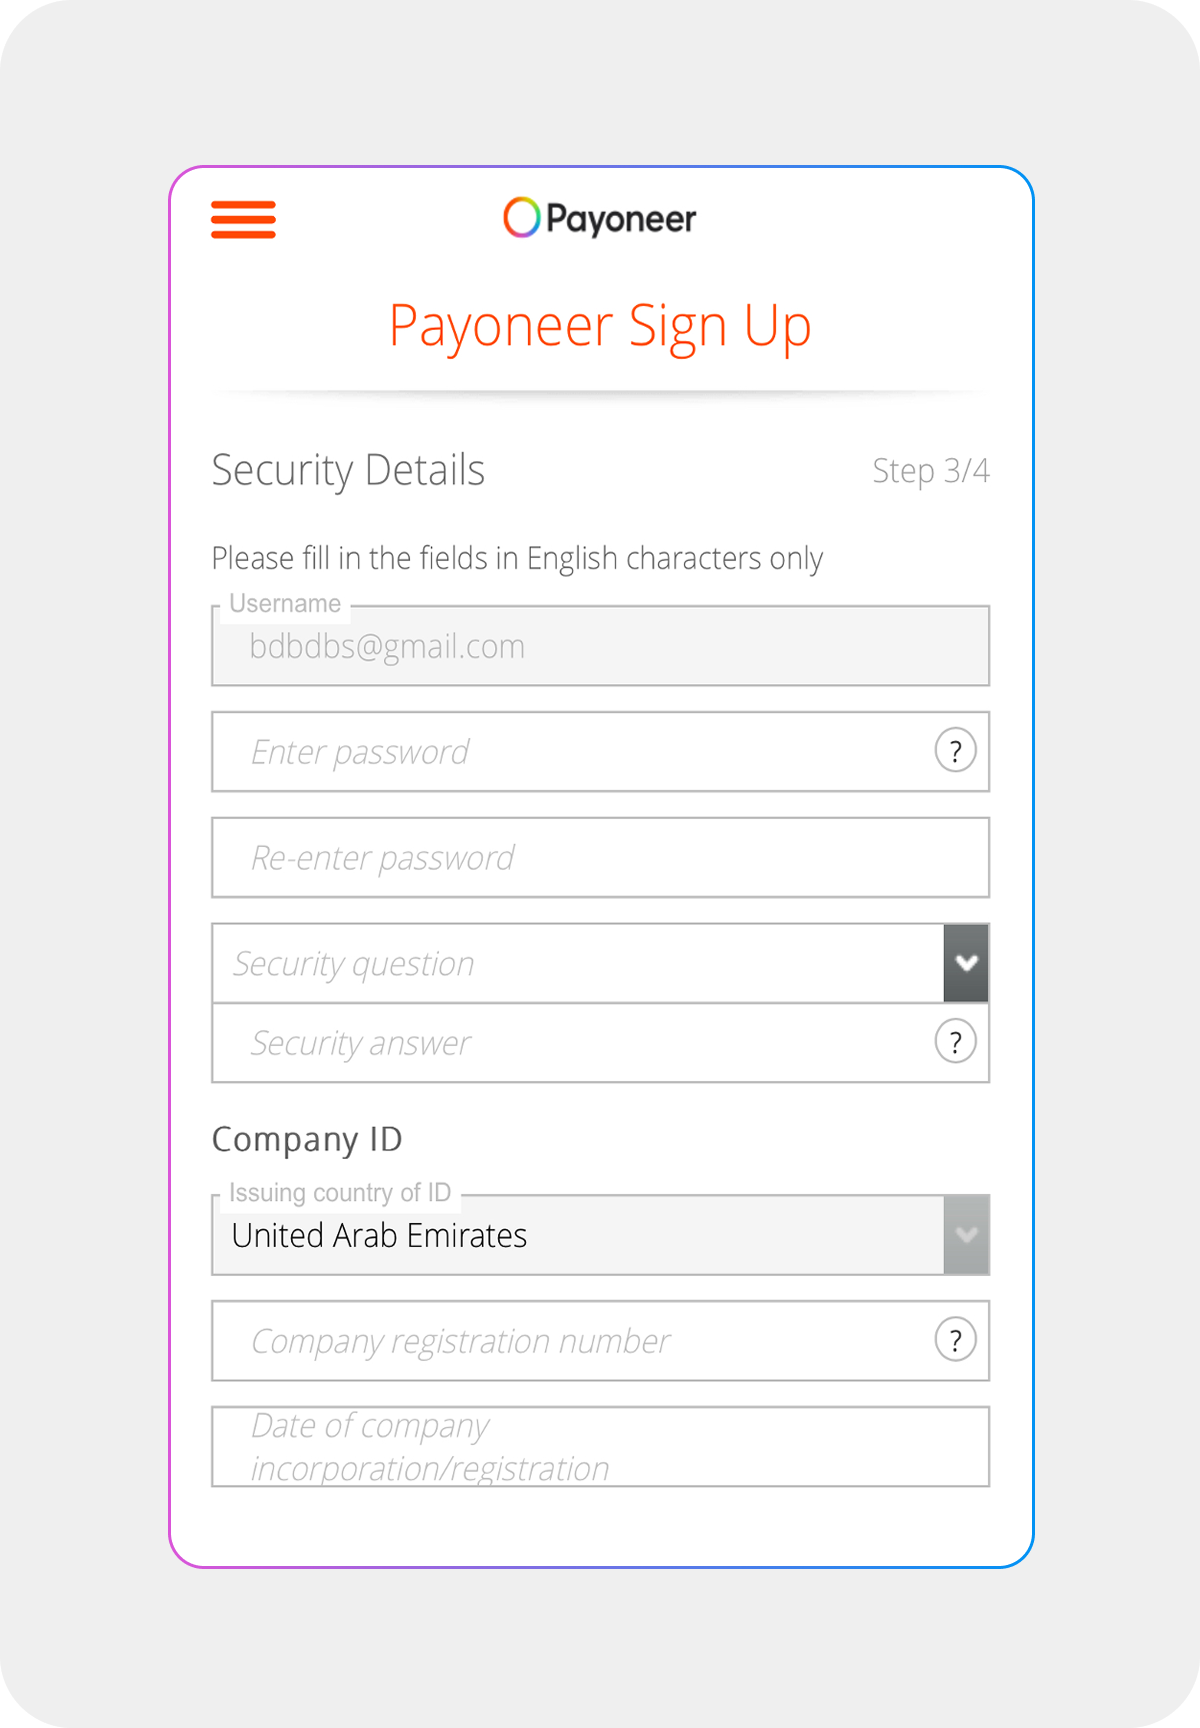 Payoneer
Payoneer Sign Up
Security Details Step 3/4
Please fill in the fields in English characters only
Username
bdbdbs@gmail.com
Enter password ?
Re-enter password
Security question
Security answer ?
Company ID
Issuing country of ID
United Arab Emirates
Company registration number ?
Date of company
incorporation/registration